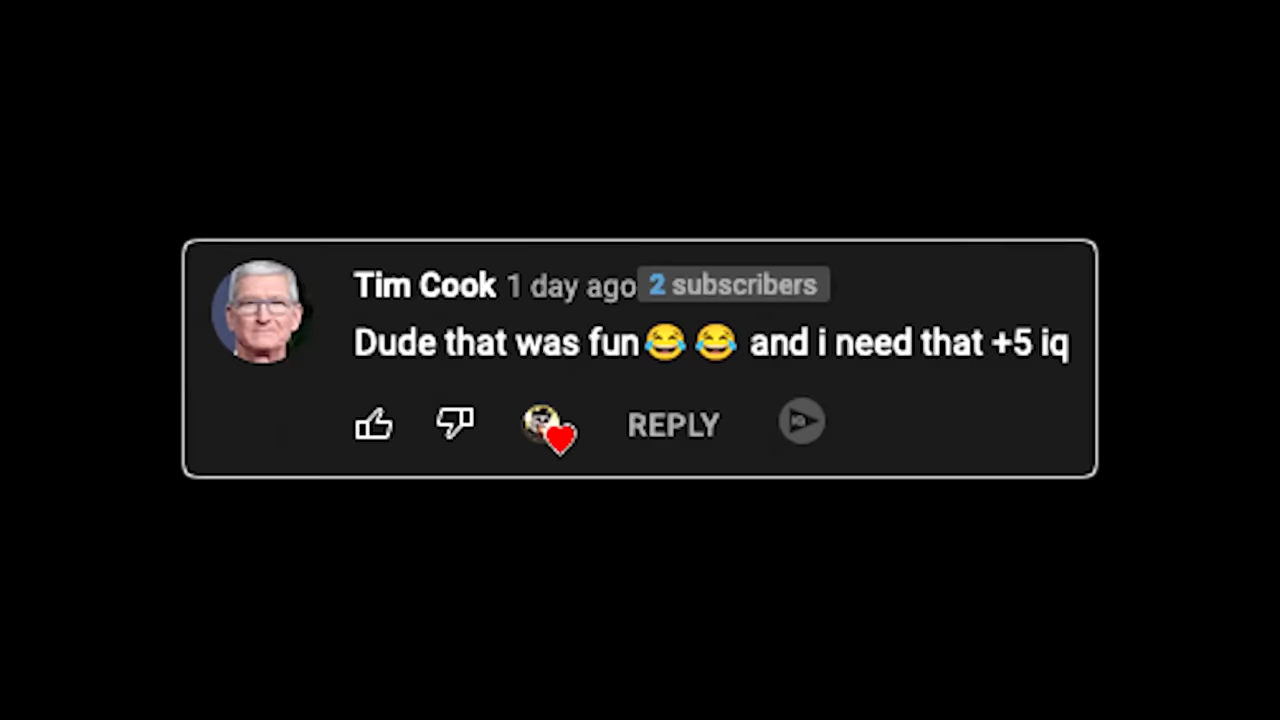 Tim Cook 1 day ago 2 subscribers
Dude that was fun😂😂 and i need that +5 iq
REPLY